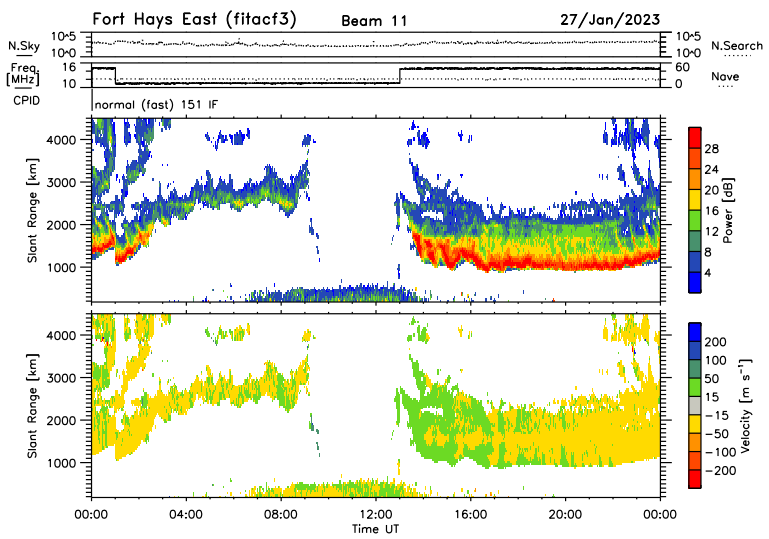 Fort Hays East (fitacf3) Beam 11 27/Jan/2023
N.Sky 10^5 10^0 10^5 10^0 N.Search
Freq. [MHz] 16 10 60 0 Nave
CPID normal (fast) 151 IF
Slant Range [km] 4000 3000 2000 1000
28 24 20 16 12 8 4 Power [dB]
Slant Range [km] 4000 3000 2000 1000
200 100 50 15 −15 −50 −100 −200 Velocity [m s⁻¹]
00:00 04:00 08:00 12:00 16:00 20:00 00:00
Time UT